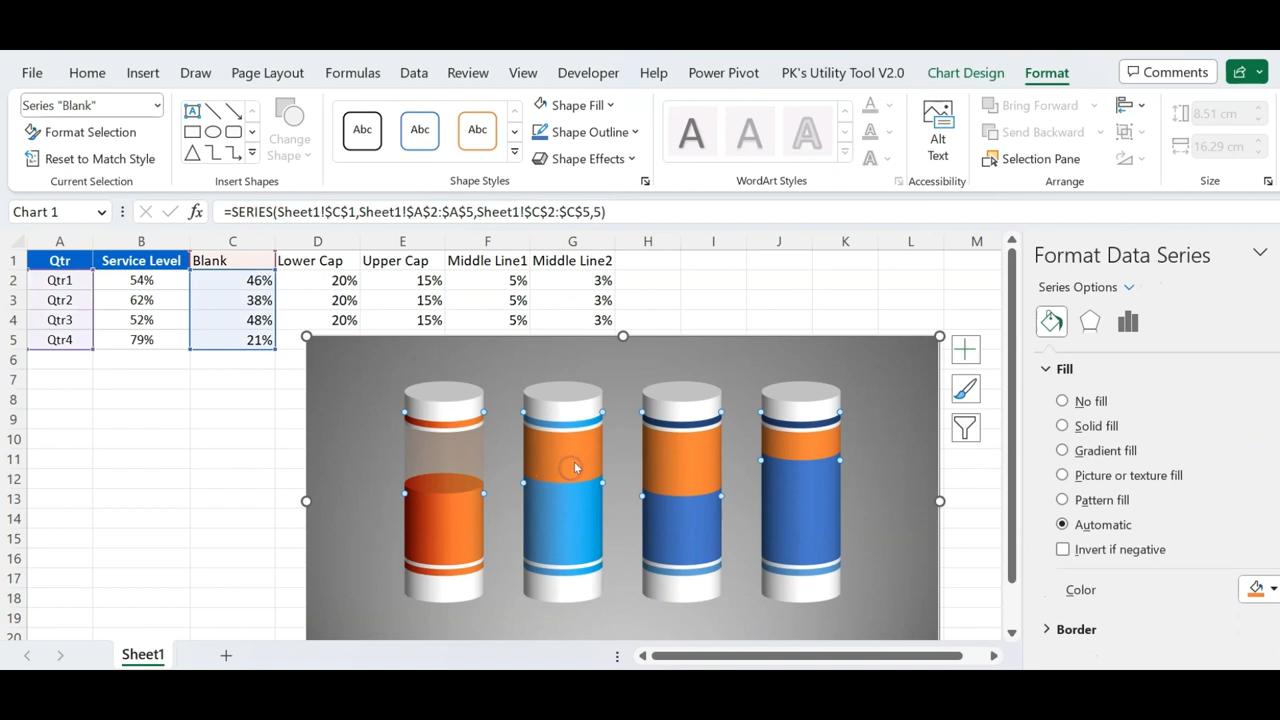 File Home Insert Draw Page Layout Formulas Data Review View Developer Help Power Pivot PK's Utility Tool V2.0 Chart Design Format Comments
Series "Blank"
Format Selection
Reset to Match Style
Current Selection
Change Shape
Insert Shapes
Abc Abc Abc
Shape Fill
Shape Outline
Shape Effects
Shape Styles
A A A
WordArt Styles
Alt Text
Accessibility
Bring Forward
Send Backward
Selection Pane
Arrange
8.51 cm
16.29 cm
Size
Chart 1 fx =SERIES(Sheet1!$C$1,Sheet1!$A$2:$A$5,Sheet1!$C$2:$C$5,5)
A B C D E F G H I J K L M
1 Qtr Service Level Blank Lower Cap Upper Cap Middle Line1 Middle Line2
2 Qtr1 54% 46% 20% 15% 5% 3%
3 Qtr2 62% 38% 20% 15% 5% 3%
4 Qtr3 52% 48% 20% 15% 5% 3%
5 Qtr4 79% 21%
6
7
8
9
10
11
12
13
14
15
16
17
18
19
20
Sheet1
Format Data Series
Series Options
Fill
No fill
Solid fill
Gradient fill
Picture or texture fill
Pattern fill
Automatic
Invert if negative
Color
Border